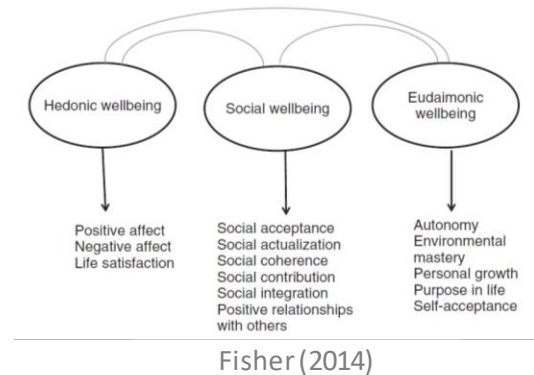 Hedonic wellbeing
Social wellbeing
Eudaimonic
wellbeing
Positive affect
Negative affect
Life satisfaction
Social acceptance
Social actualization
Social coherence
Social contribution
Social integration
Positive relationships
with others
Autonomy
Environmental
mastery
Personal growth
Purpose in life
Self-acceptance
Fisher (2014)